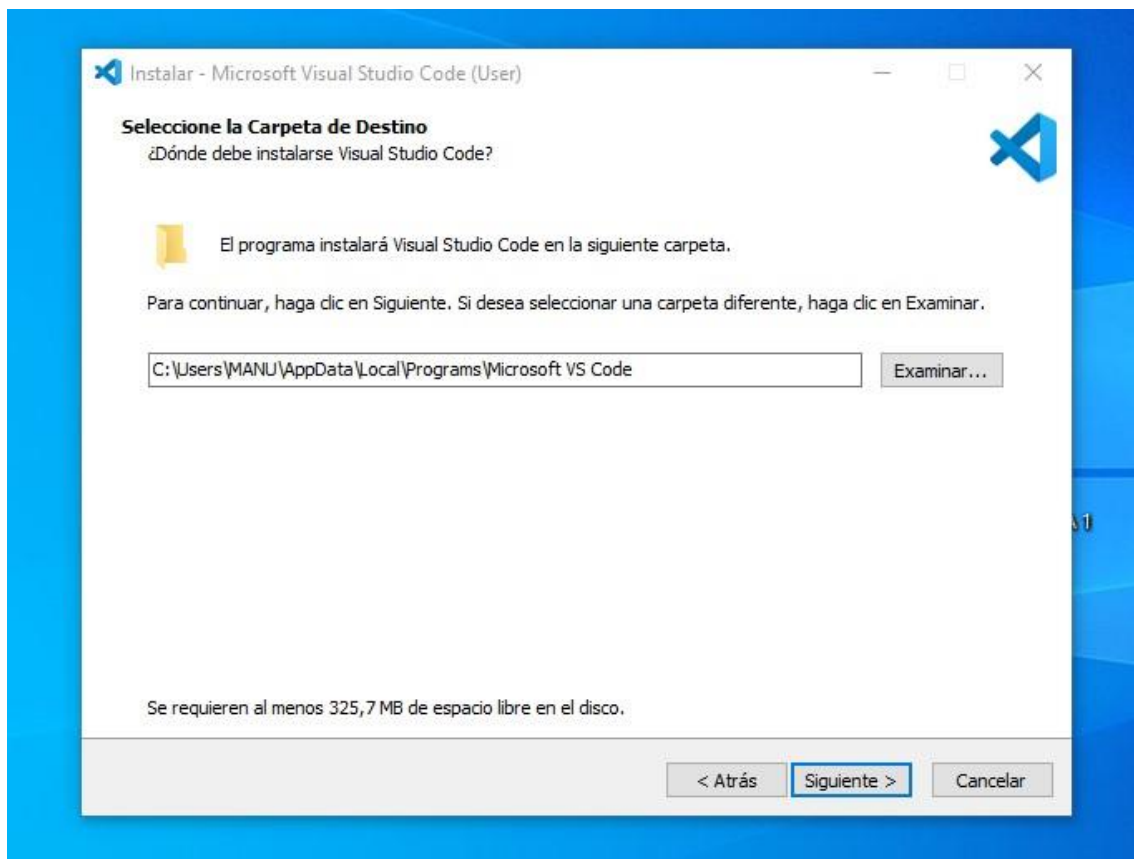 Instalar - Microsoft Visual Studio Code (User)
Seleccione la Carpeta de Destino
¿Dónde debe instalarse Visual Studio Code?
El programa instalará Visual Studio Code en la siguiente carpeta.
Para continuar, haga clic en Siguiente. Si desea seleccionar una carpeta diferente, haga clic en Examinar.
C:\Users\MANU\AppData\Local\Programs\Microsoft VS Code
Examinar...
Se requieren al menos 325,7 MB de espacio libre en el disco.
< Atrás
Siguiente >
Cancelar